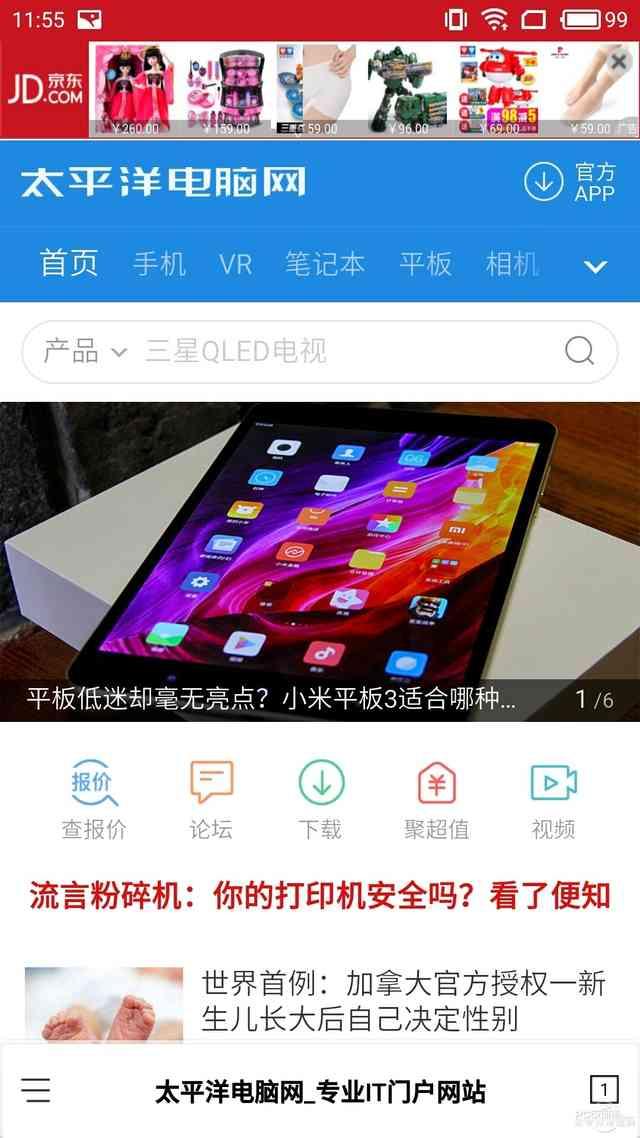 11:55
99
JD 京东
.COM
￥260.00
￥159.00
￥59.00
￥96.00
满98减5
￥69.00
￥59.00
广告
太平洋电脑网
官方
APP
首页 手机 VR 笔记本 平板 相机
产品 三星QLED电视
平板低迷却毫无亮点？小米平板3适合哪种... 1/6
报价
查报价 论坛 下载 聚超值 视频
流言粉碎机：你的打印机安全吗？看了便知
世界首例：加拿大官方授权一新
生儿长大后自己决定性别
太平洋电脑网_专业IT门户网站
1